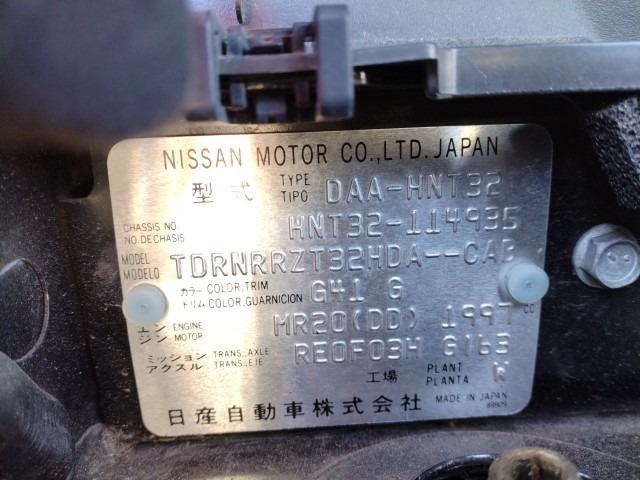 NISSAN MOTOR CO.,LTD. JAPAN
型式 TYPE TIPO DAA-HNT32
CHASSIS NO. NO.DECHASIS HNT32-114935
MODEL MODELO TDRNRRZT32HDA--CAB
カラー COLOR,TRIM
トリム COLOR,GUARNICION G41 G
エンジン ENGINE MOTOR MR20(DD) 1997 cc
ミッション TRANS.,AXLE
アクスル TRANS.,EJE RE0F03H G163
工場 PLANT PLANTA W
日産自動車株式会社 MADE IN JAPAN